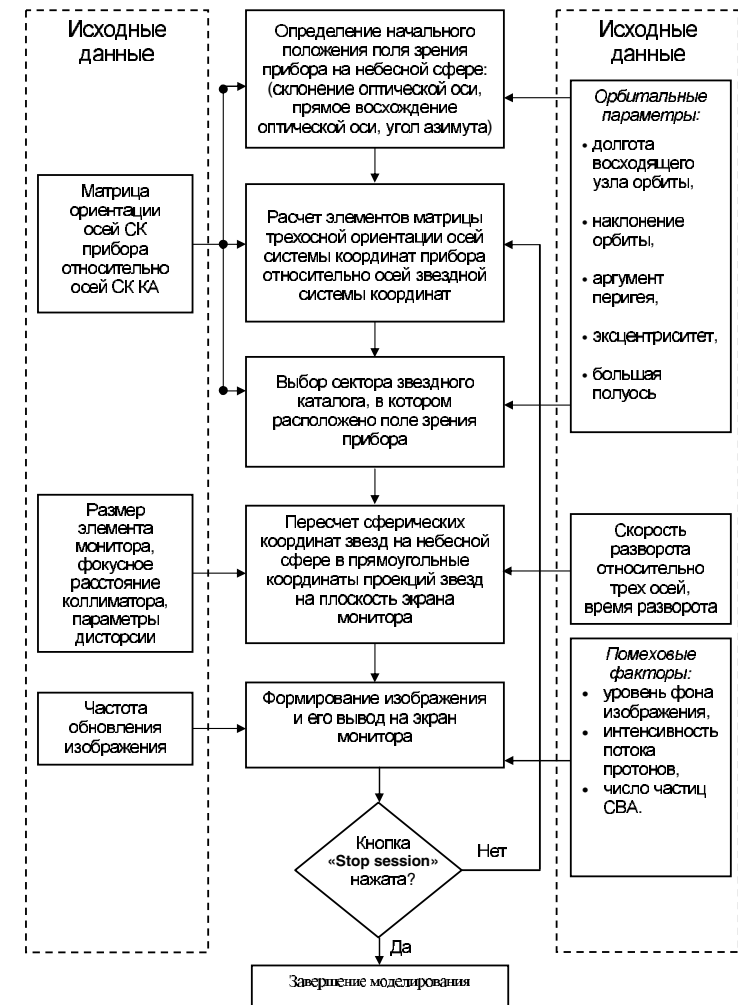 Исходные
данные
Матрица
ориентации
осей СК
прибора
относительно
осей СК КА
Размер
элемента
монитора,
фокусное
расстояние
коллиматора,
параметры
дисторсии
Частота
обновления
изображения
Определение начального
положения поля зрения
прибора на небесной сфере:
(склонение оптической оси,
прямое восхождение
оптической оси, угол азимута)
Расчет элементов матрицы
трехосной ориентации осей
системы координат прибора
относительно осей звездной
системы координат
Выбор сектора звездного
каталога, в котором
расположено поле зрения
прибора
Пересчет сферических
координат звезд на небесной
сфере в прямоугольные
координаты проекций звезд
на плоскость экрана
монитора
Формирование изображения
и его вывод на экран
монитора
Кнопка
«Stop session»
нажата?
Нет
Да
Завершение моделирования
Исходные
данные
Орбитальные
параметры:
• долгота
восходящего
узла орбиты,
• наклонение
орбиты,
• аргумент
перигея,
• эксцентриситет,
• большая
полуось
Скорость
разворота
относительно
трех осей,
время разворота
Помеховые
факторы:
• уровень фона
изображения,
• интенсивность
потока
протонов,
• число частиц
СВА.